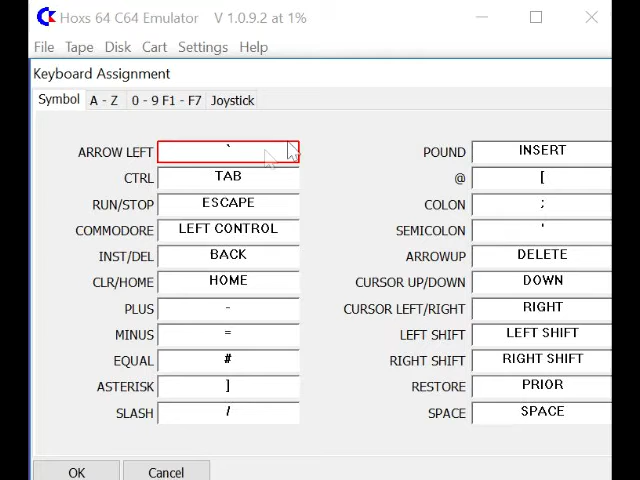 Hoxs 64 C64 Emulator V 1.0.9.2 at 1%
File Tape Disk Cart Settings Help
Keyboard Assignment
Symbol A - Z 0 - 9 F1 - F7 Joystick
ARROW LEFT ` POUND INSERT
CTRL TAB @ [
RUN/STOP ESCAPE COLON ;
COMMODORE LEFT CONTROL SEMICOLON '
INST/DEL BACK ARROWUP DELETE
CLR/HOME HOME CURSOR UP/DOWN DOWN
PLUS - CURSOR LEFT/RIGHT RIGHT
MINUS = LEFT SHIFT LEFT SHIFT
EQUAL # RIGHT SHIFT RIGHT SHIFT
ASTERISK ] RESTORE PRIOR
SLASH / SPACE SPACE
OK Cancel